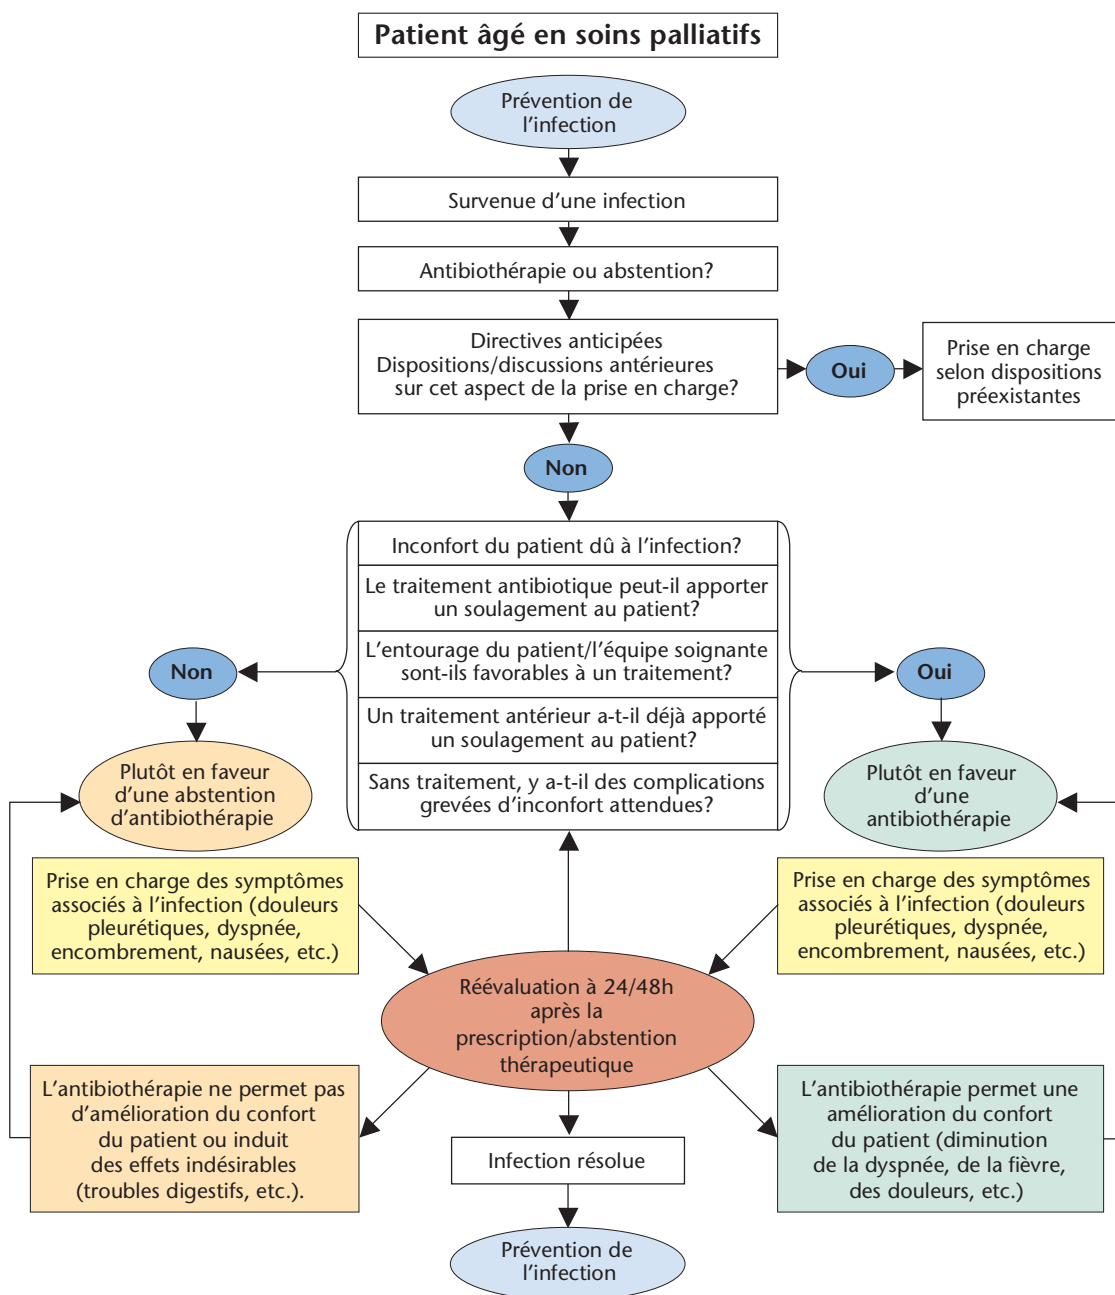 Patient âgé en soins palliatifs
Prévention de
l’infection
Survenue d’une infection
Antibiothérapie ou abstention?
Directives anticipées
Dispositions/discussions antérieures
sur cet aspect de la prise en charge?
Oui
Prise en charge
selon dispositions
préexistantes
Non
Inconfort du patient dû à l’infection?
Le traitement antibiotique peut-il apporter
un soulagement au patient?
L’entourage du patient/l’équipe soignante
sont-ils favorables à un traitement?
Un traitement antérieur a-t-il déjà apporté
un soulagement au patient?
Sans traitement, y a-t-il des complications
grevées d’inconfort attendues?
Non
Plutôt en faveur
d’une abstention
d’antibiothérapie
Oui
Plutôt en faveur
d’une
antibiothérapie
Prise en charge des symptômes
associés à l’infection (douleurs
pleurétiques, dyspnée,
encombrement, nausées, etc.)
Prise en charge des symptômes
associés à l’infection (douleurs
pleurétiques, dyspnée,
encombrement, nausées, etc.)
Réévaluation à 24/48h
après la
prescription/abstention
thérapeutique
L’antibiothérapie ne permet pas
d’amélioration du confort
du patient ou induit
des effets indésirables
(troubles digestifs, etc.).
Infection résolue
L’antibiothérapie permet une
amélioration du confort
du patient (diminution
de la dyspnée, de la fièvre,
des douleurs, etc.)
Prévention de
l’infection